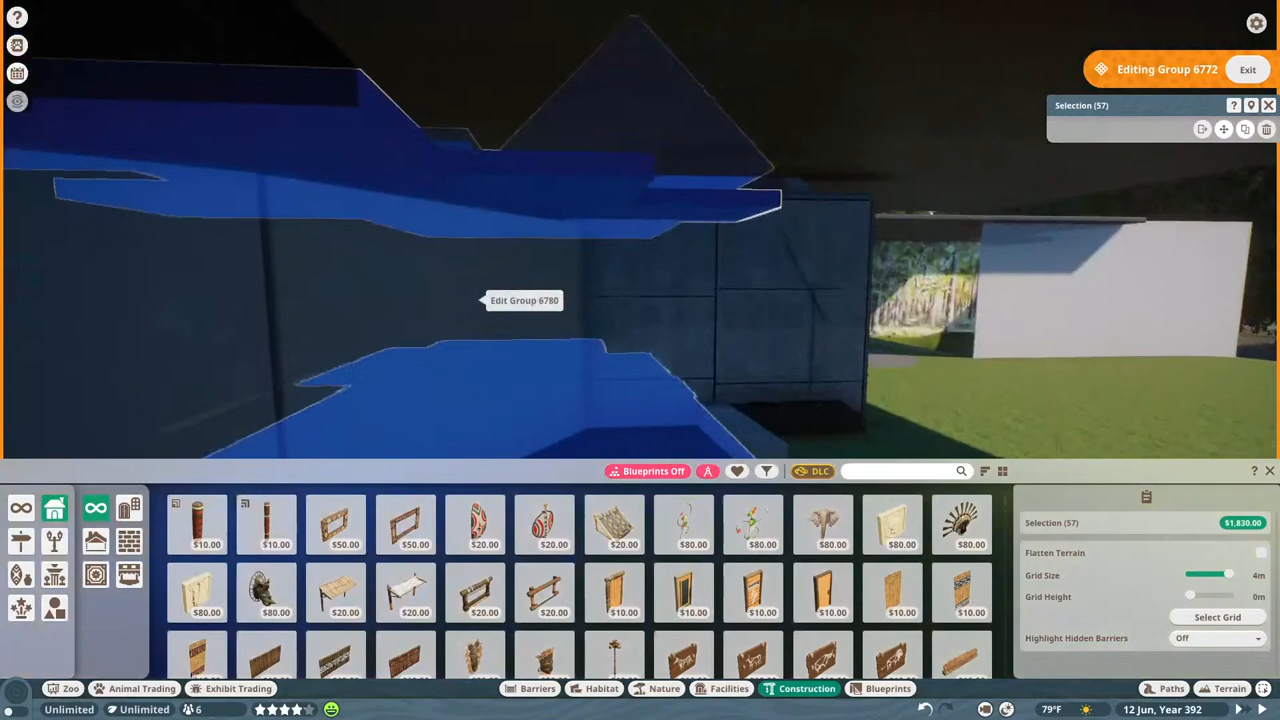 Editing Group 6772
Exit
Selection (57)
Edit Group 6780
Blueprints Off
DLC
$10.00
$10.00
$50.00
$50.00
$20.00
$20.00
$20.00
$80.00
$80.00
$80.00
$80.00
$80.00
$80.00
$80.00
$20.00
$20.00
$20.00
$20.00
$10.00
$10.00
$10.00
$10.00
$10.00
$10.00
Selection (57)
$1,830.00
Flatten Terrain
Grid Size
4m
Grid Height
0m
Select Grid
Highlight Hidden Barriers
Off
Zoo
Animal Trading
Exhibit Trading
Barriers
Habitat
Nature
Facilities
Construction
Blueprints
Paths
Terrain
Unlimited
Unlimited
6
79°F
12 Jun, Year 392